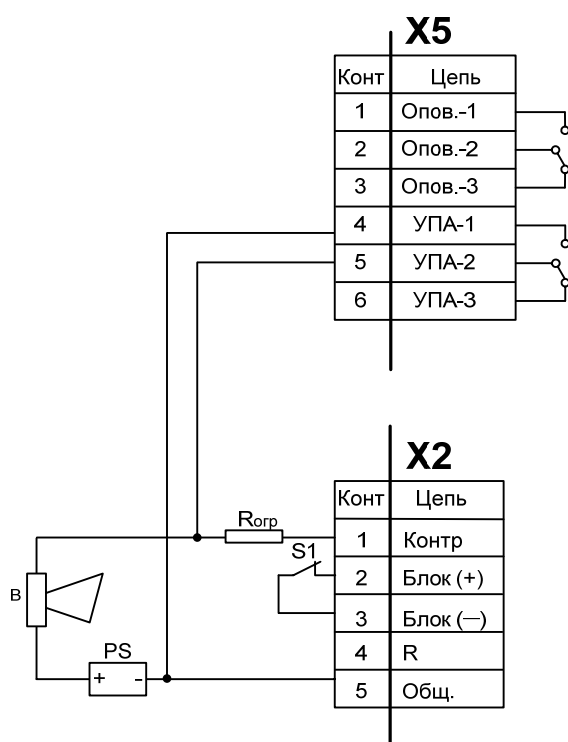 X5
Конт Цепь
1 Опов.-1
2 Опов.-2
3 Опов.-3
4 УПА-1
5 УПА-2
6 УПА-3
X2
Конт Цепь
Rогр 1 Контр
S1 2 Блок (+)
3 Блок (—)
В
4 R
PS
+ - 5 Общ.